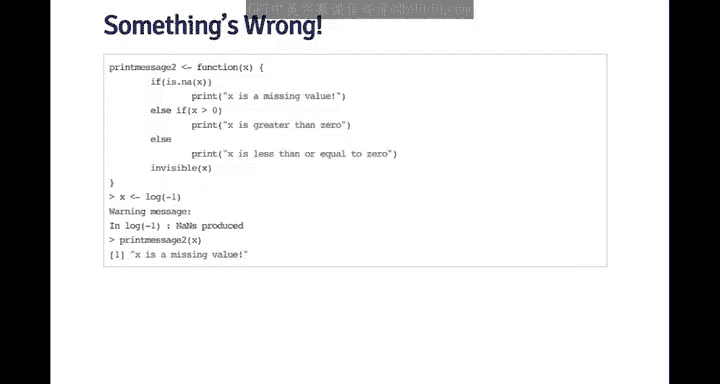 Something's Wrong!
printmessage2 <- function(x) {
if(is.na(x))
print("x is a missing value!")
else if(x > 0)
print("x is greater than zero")
else
print("x is less than or equal to zero")
invisible(x)
}
> x <- log(-1)
Warning message:
In log(-1) : NaNs produced
> printmessage2(x)
[1] "x is a missing value!"